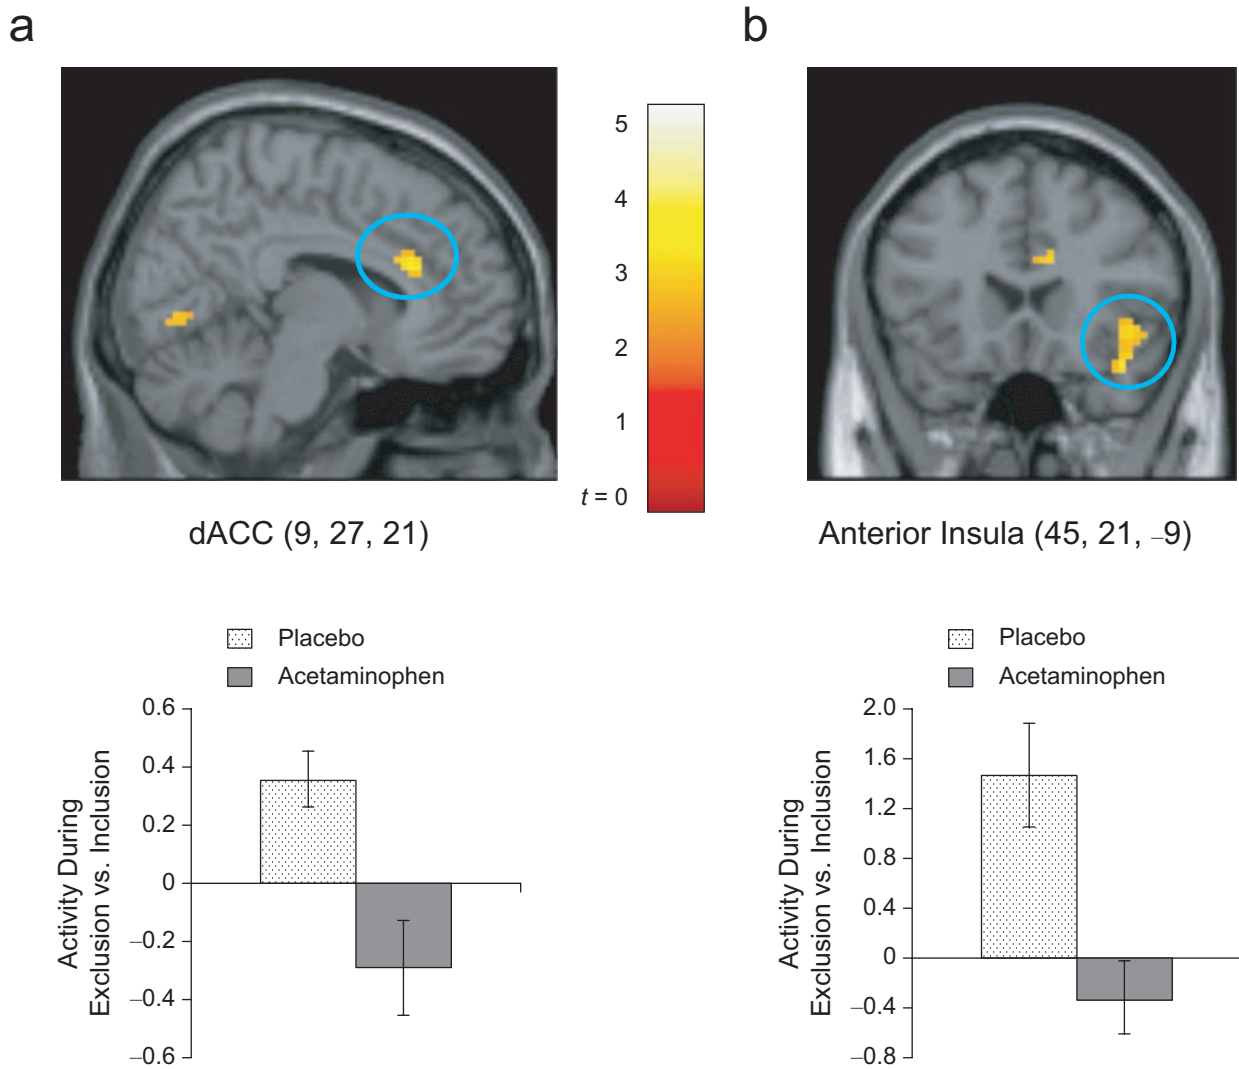 a
b
5
4
3
2
1
t = 0
dACC (9, 27, 21)
Anterior Insula (45, 21, –9)
Placebo
Acetaminophen
0.6
0.4
0.2
0
–0.2
–0.4
–0.6
Activity During
Exclusion vs. Inclusion
Placebo
Acetaminophen
2.0
1.6
1.2
0.8
0.4
0
–0.4
–0.8
Activity During
Exclusion vs. Inclusion